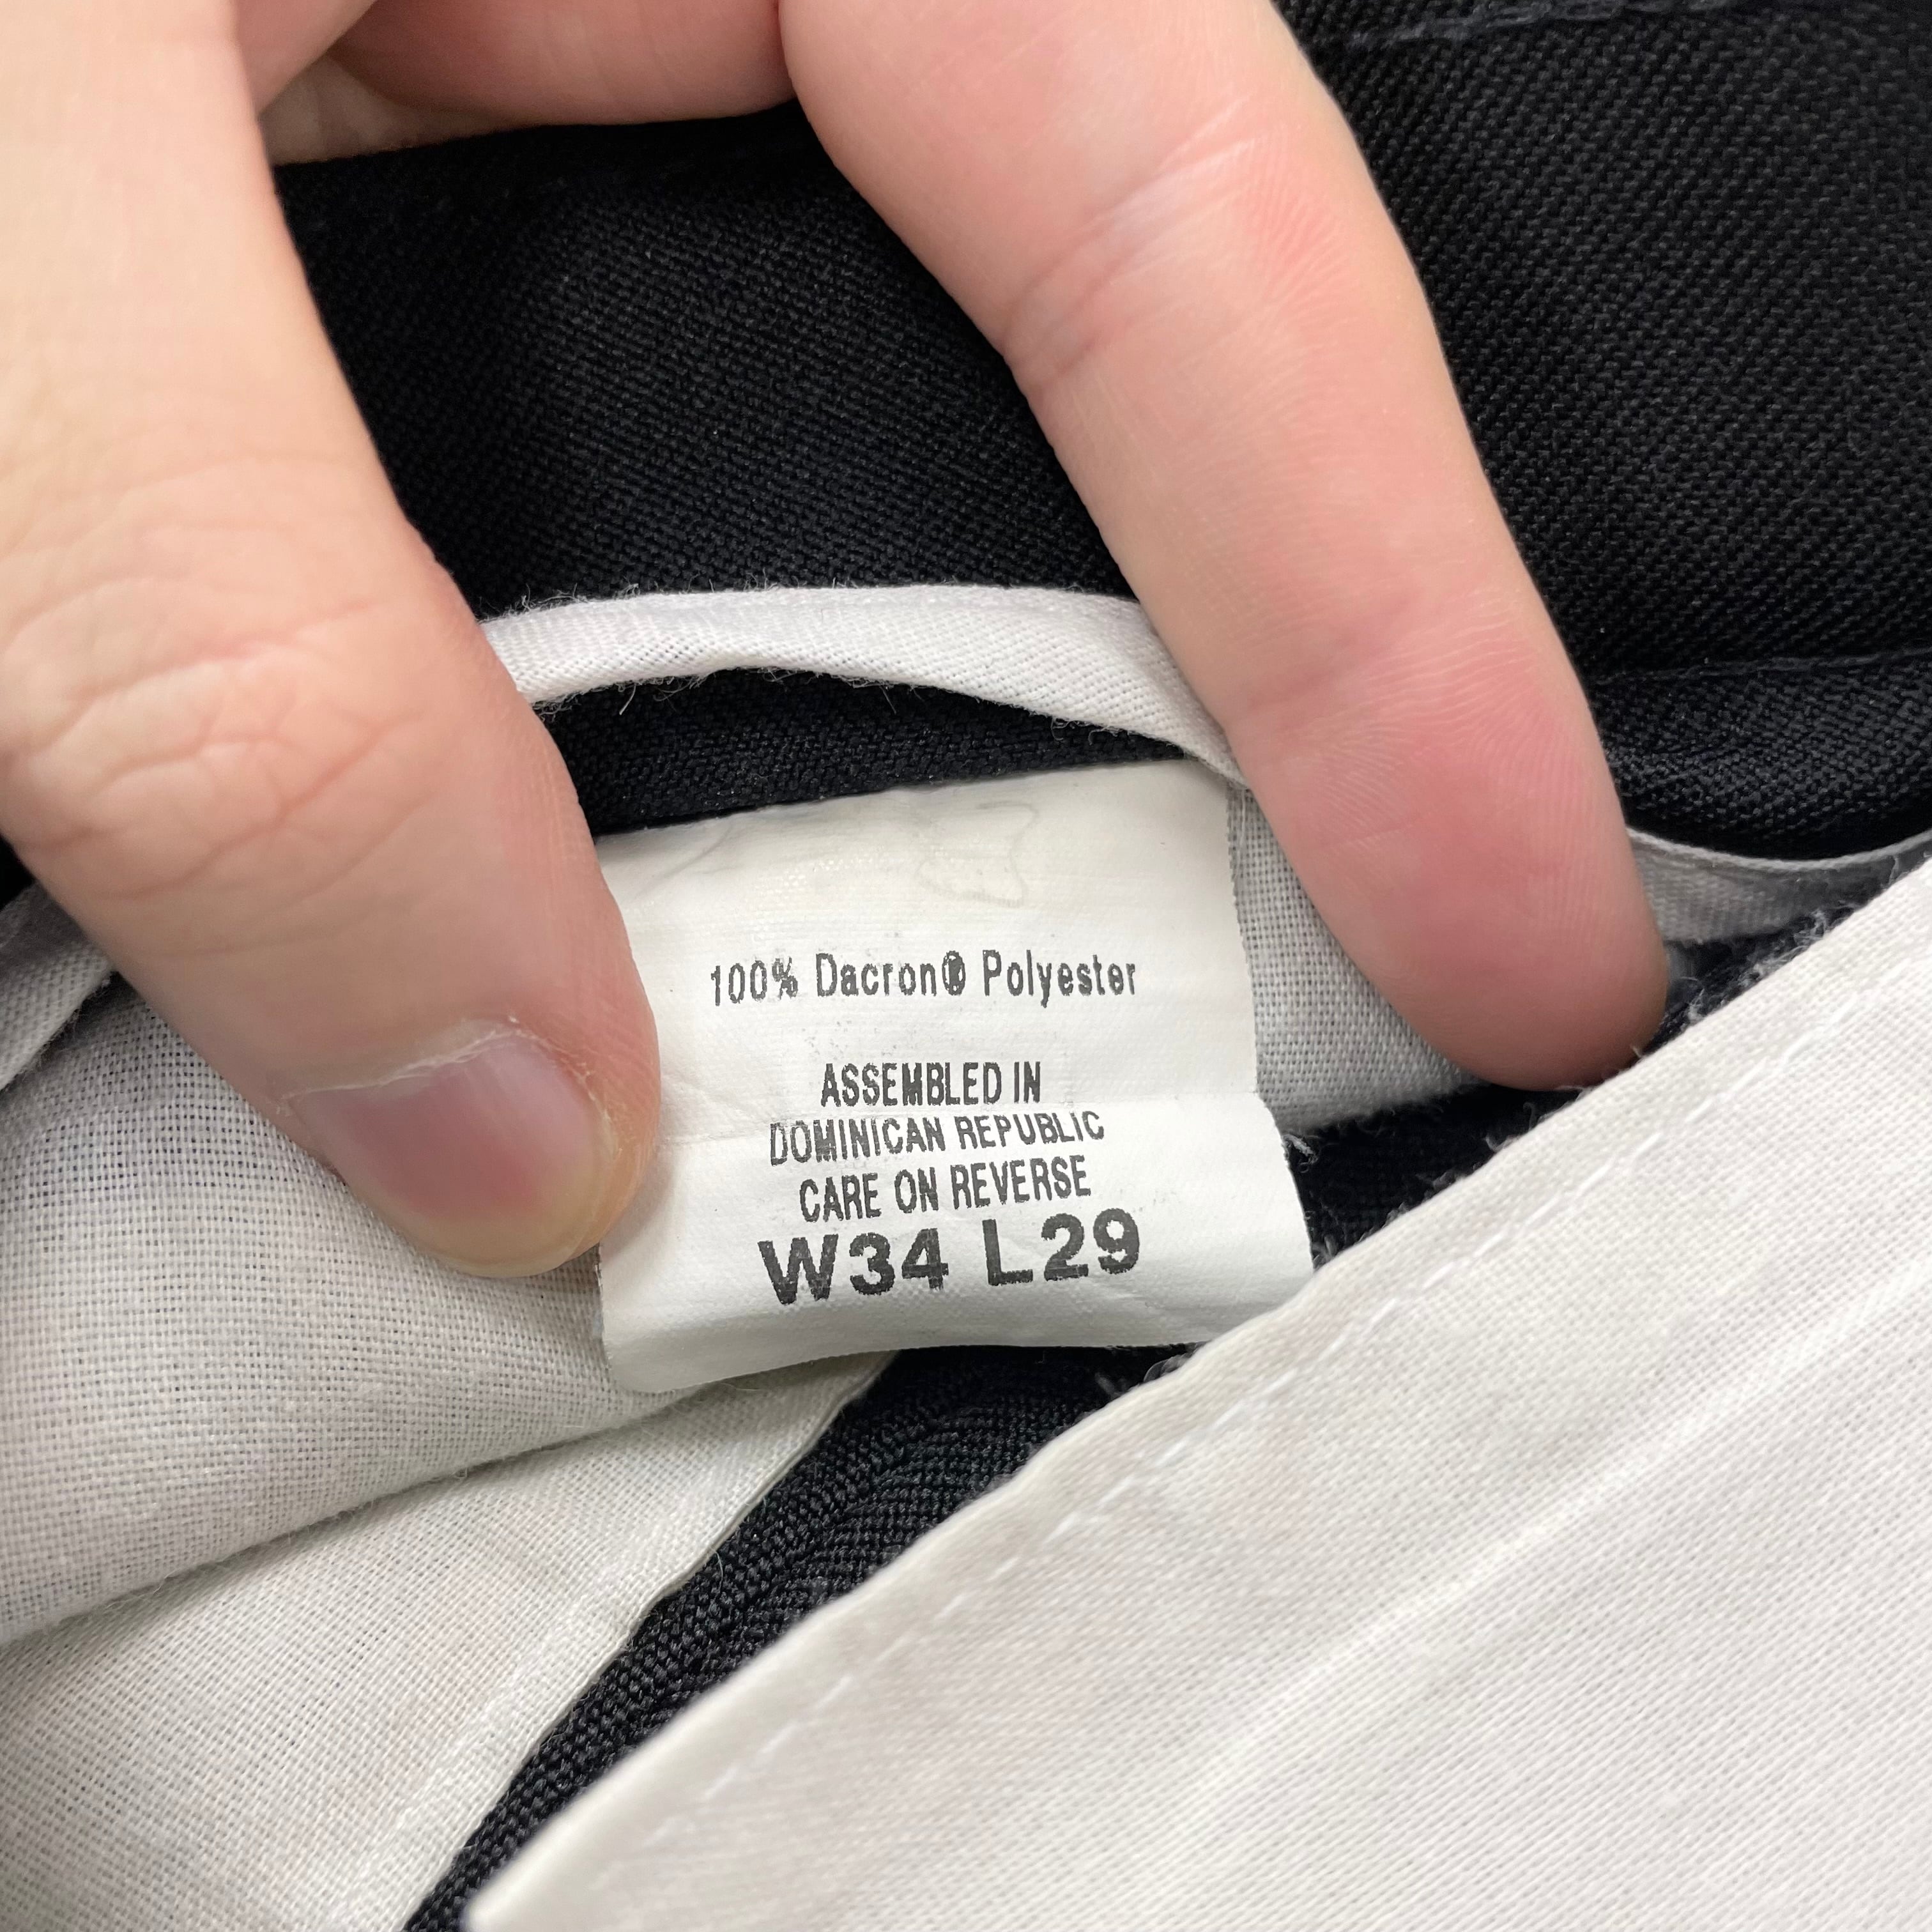 100% Dacron® Polyester
ASSEMBLED IN
DOMINICAN REPUBLIC
CARE ON REVERSE
W34 L29